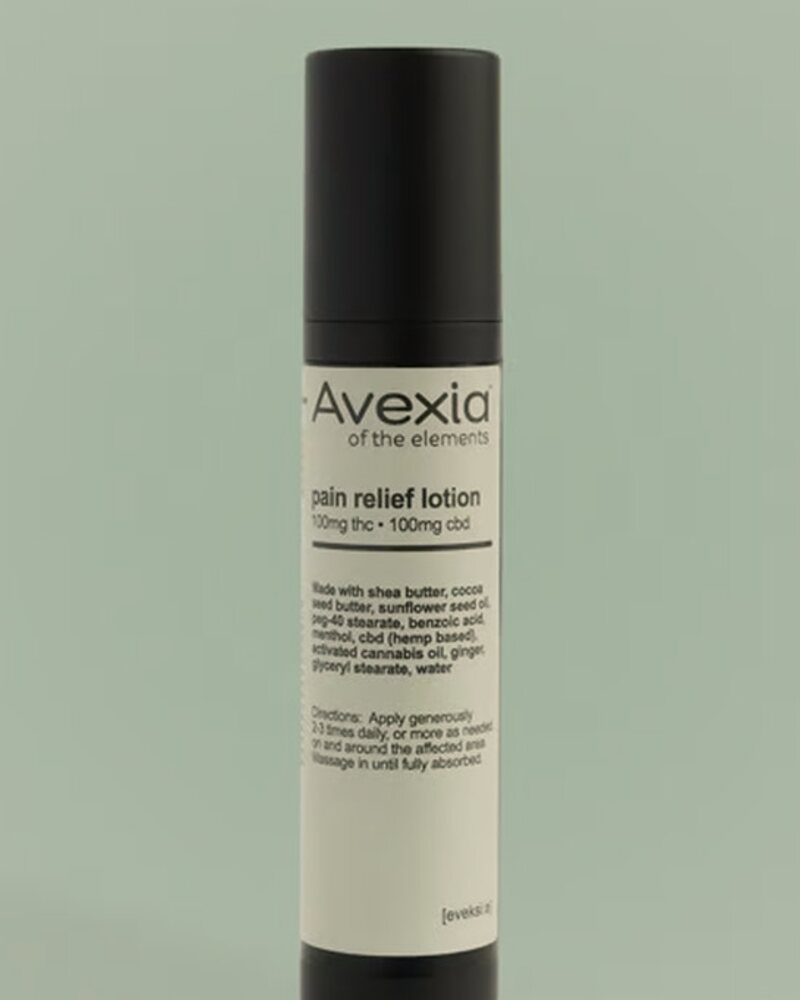 Avexia
of the elements
pain relief lotion
100mg thc • 100mg cbd
Made with shea butter, cocoa
seed butter, sunflower seed oil,
peg-40 stearate, benzoic acid,
menthol, cbd (hemp based),
activated cannabis oil, ginger,
glyceryl stearate, water
Directions: Apply generously
2-3 times daily, or more as needed
on and around the affected area.
Massage in until fully absorbed.